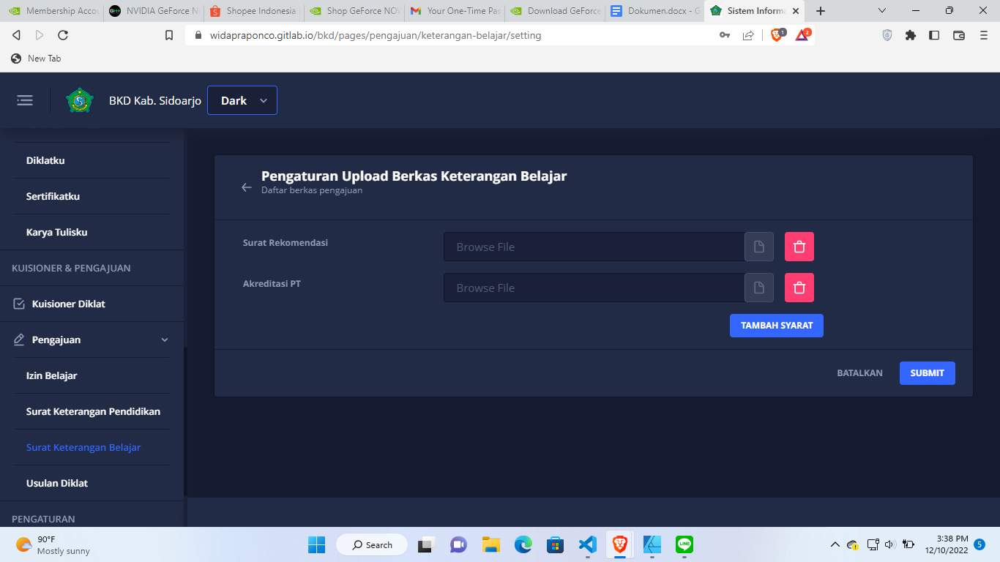 Membership Accou
NVIDIA GeForce N
Shopee Indonesia
Shop GeForce NOW
Your One-Time Pas
Download GeForce
Dokumen.docx - G
Sistem Informa
widapraponco.gitlab.io/bkd/pages/pengajuan/keterangan-belajar/setting
1
2
New Tab
BKD Kab. Sidoarjo
Dark
Diklatku
Sertifikatku
Karya Tulisku
KUISIONER & PENGAJUAN
Kuisioner Diklat
Pengajuan
Izin Belajar
Surat Keterangan Pendidikan
Surat Keterangan Belajar
Usulan Diklat
PENGATURAN
Pengaturan Upload Berkas Keterangan Belajar
Daftar berkas pengajuan
Surat Rekomendasi
Browse File
Akreditasi PT
Browse File
TAMBAH SYARAT
BATALKAN
SUBMIT
90°F
Mostly sunny
Search
LINE
3:38 PM
12/10/2022
5